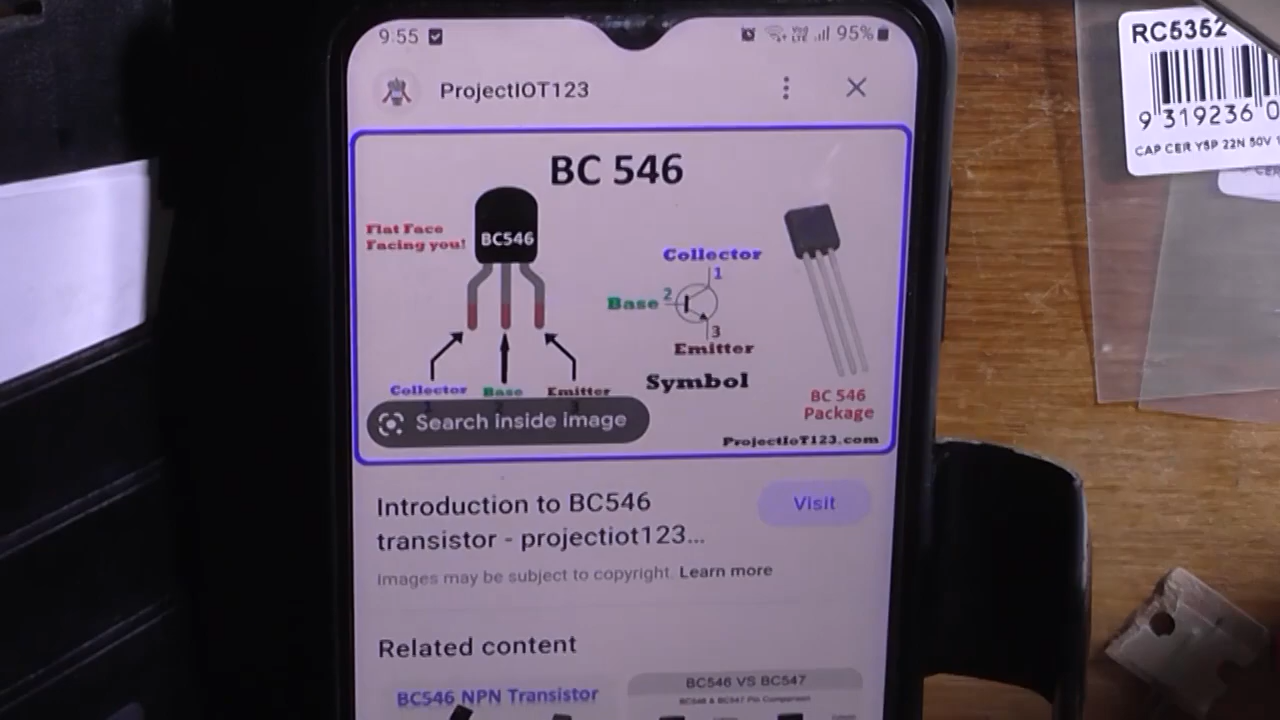 9:55
95%
ProjectIOT123
BC 546
Flat Face
Facing you!
BC546
Collector
1
Base 2
3
Emitter
Symbol
Collector
Base
Emitter
BC 546
Package
ProjectIoT123.com
Search inside image
Introduction to BC546
transistor - projectiot123...
Visit
Images may be subject to copyright. Learn more
Related content
BC546 NPN Transistor
BC546 VS BC547
RC5352
9 319236 0
CAP CER Y5P 22N 50V